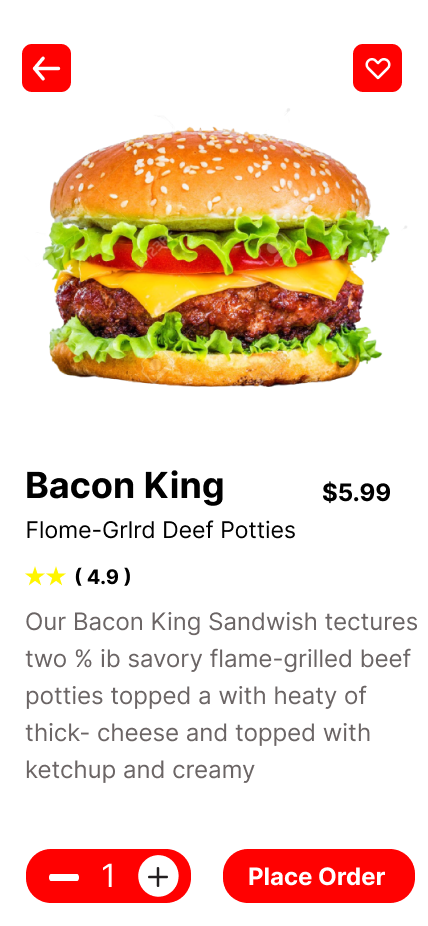 Bacon King
$5.99
Flome-Grlrd Deef Potties
( 4.9 )
Our Bacon King Sandwish tectures
two % ib savory flame-grilled beef
potties topped a with heaty of
thick- cheese and topped with
ketchup and creamy
1
Place Order